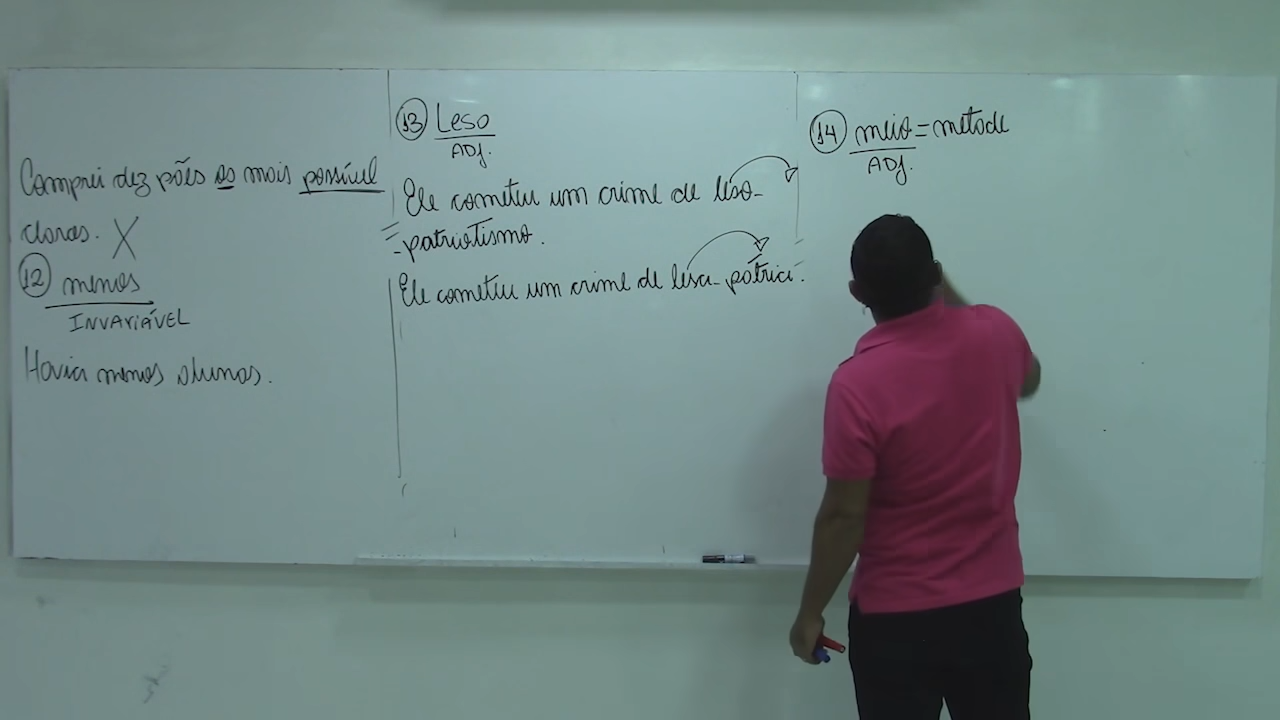 Comprei dez pães os mais possível
claros. X
12 menos
INVARIÁVEL
Havia menos alunas.
13 Leso
ADJ.
Ele cometeu um crime de leso-
-patriotismo.
Ele cometeu um crime de lesa-pátria.
14 meio = metade
ADJ.